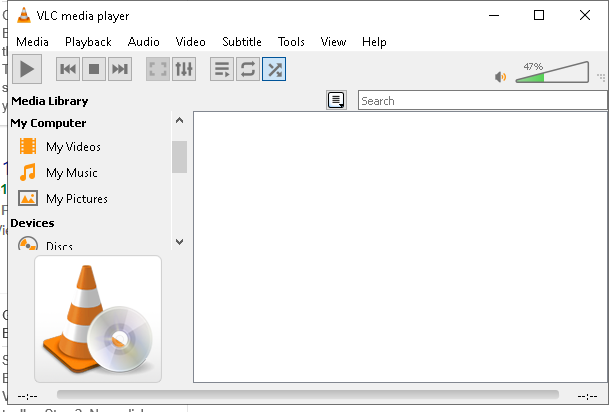 VLC media player
Media Playback Audio Video Subtitle Tools View Help
47%
Media Library
Search
My Computer
My Videos
My Music
My Pictures
Devices
Discs
--:-- --:--